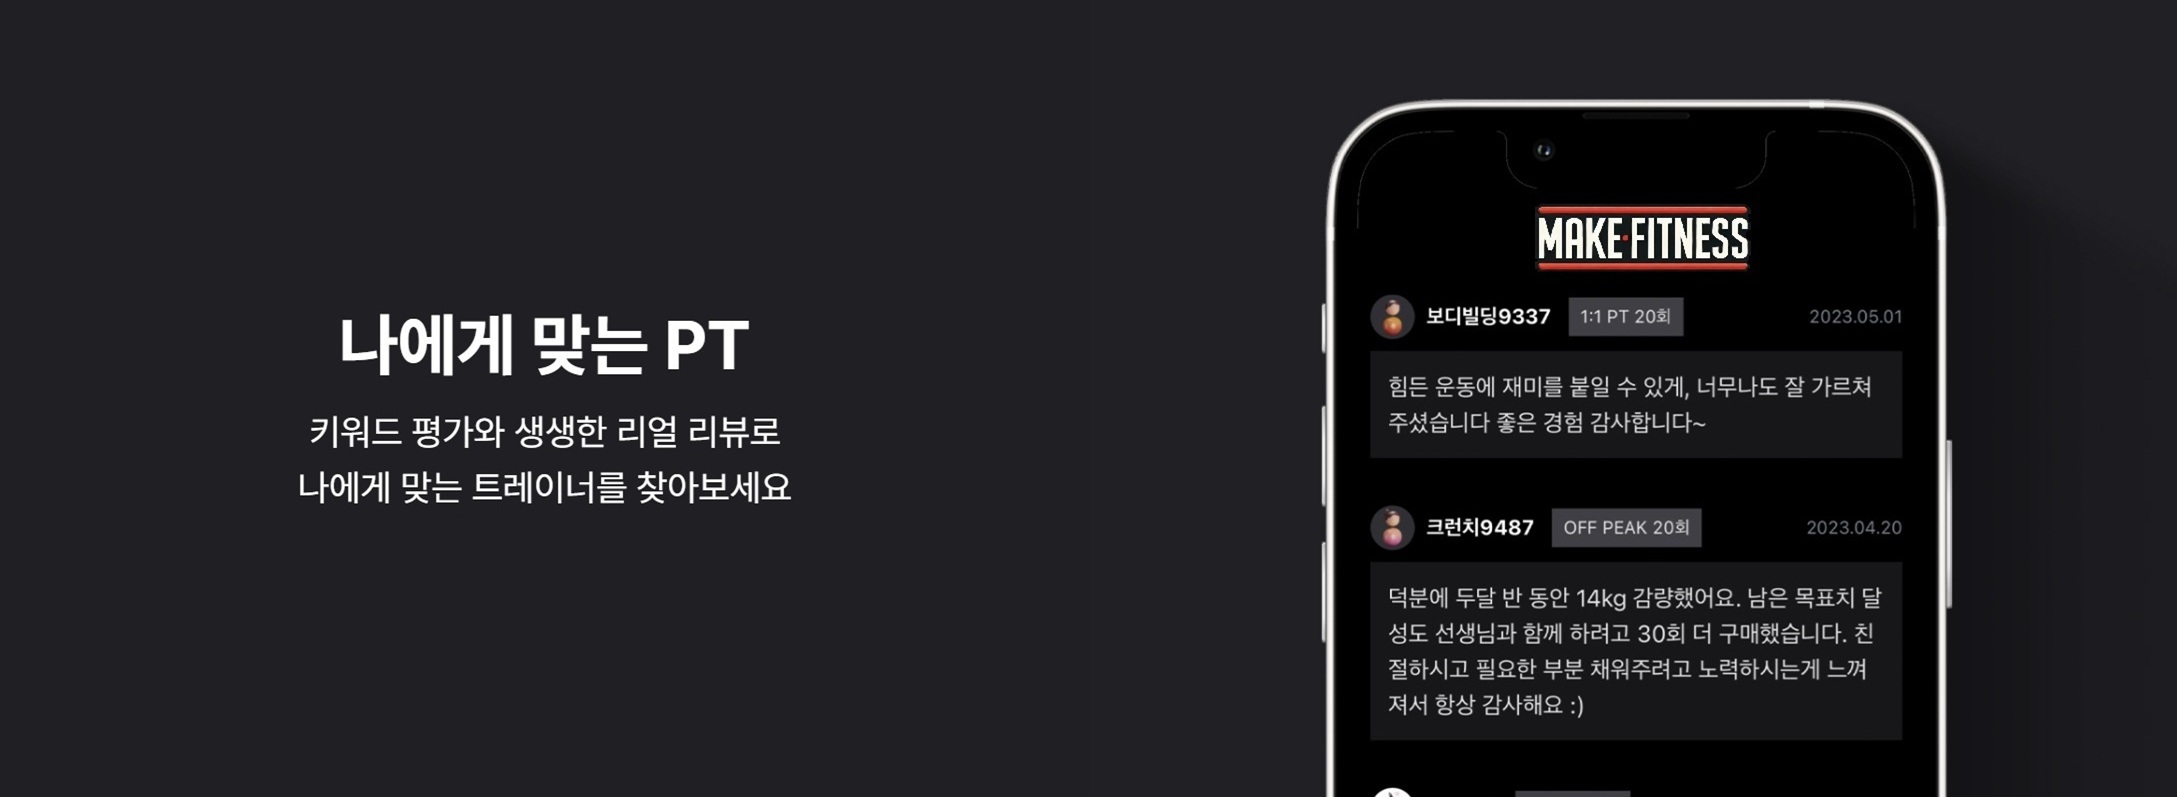 나에게 맞는 PT
키워드 평가와 생생한 리얼 리뷰로
나에게 맞는 트레이너를 찾아보세요
MAKE·FITNESS
보디빌딩9337 1:1 PT 20회 2023.05.01
힘든 운동에 재미를 붙일 수 있게, 너무나도 잘 가르쳐
주셨습니다 좋은 경험 감사합니다~
크런치9487 OFF PEAK 20회 2023.04.20
덕분에 두달 반 동안 14kg 감량했어요. 남은 목표치 달
성도 선생님과 함께 하려고 30회 더 구매했습니다. 친
절하시고 필요한 부분 채워주려고 노력하시는게 느껴
져서 항상 감사해요 :)